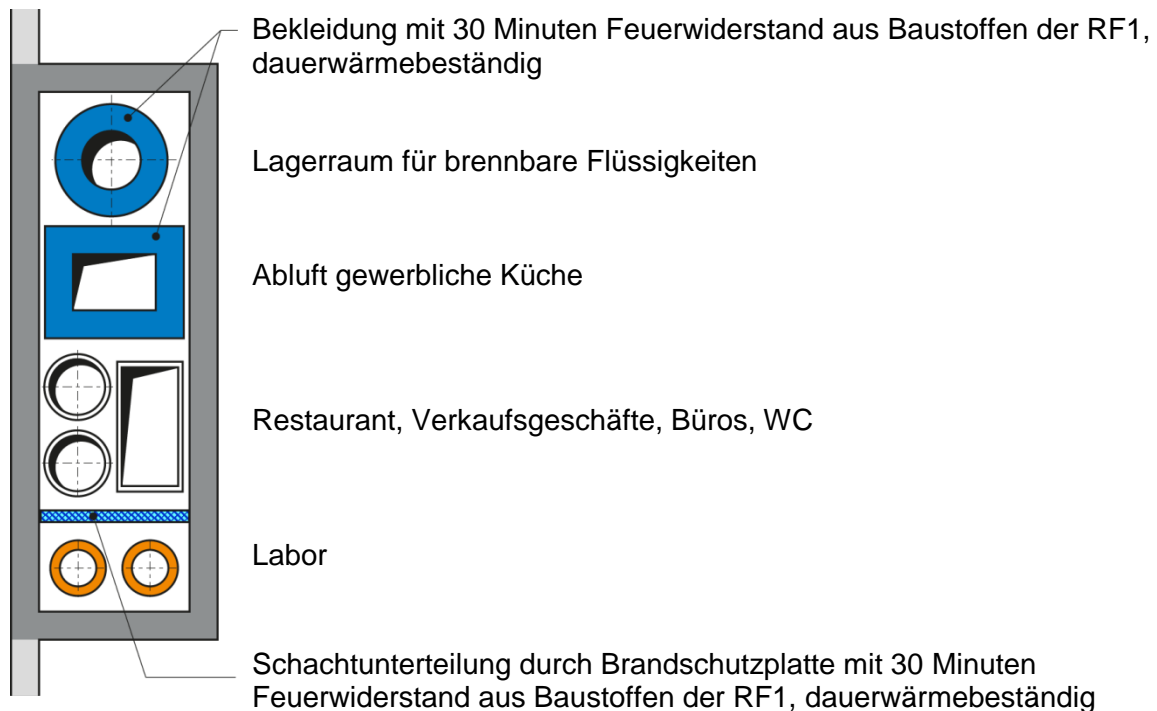 Bekleidung mit 30 Minuten Feuerwiderstand aus Baustoffen der RF1,
dauerwärmebeständig
Lagerraum für brennbare Flüssigkeiten
Abluft gewerbliche Küche
Restaurant, Verkaufsgeschäfte, Büros, WC
Labor
Schachtunterteilung durch Brandschutzplatte mit 30 Minuten
Feuerwiderstand aus Baustoffen der RF1, dauerwärmebeständig